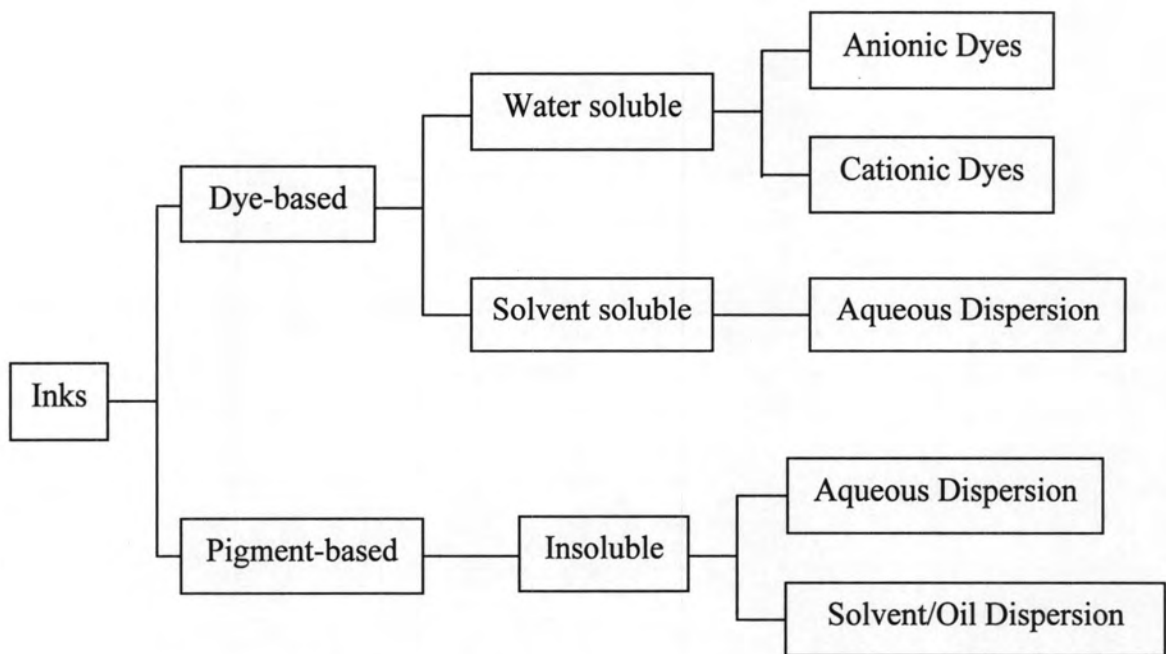 Anionic Dyes
Water soluble
Cationic Dyes
Dye-based
Solvent soluble
Aqueous Dispersion
Inks
Aqueous Dispersion
Pigment-based
Insoluble
Solvent/Oil Dispersion